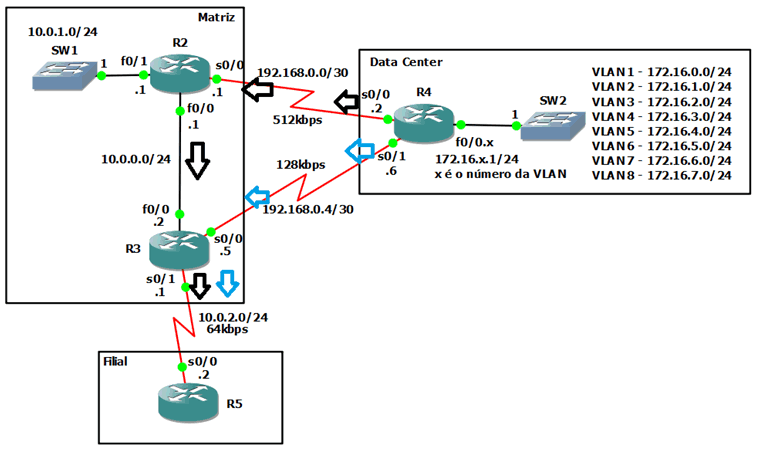 Matriz
10.0.1.0/24
SW1
1
f0/1
.1
R2
s0/0
.1
f0/0
.1
192.168.0.0/30
512kbps
10.0.0.0/24
Data Center
s0/0
.2
R4
1
SW2
f0/0.x
172.16.x.1/24
x é o número da VLAN
s0/1
.6
VLAN1 - 172.16.0.0/24
VLAN2 - 172.16.1.0/24
VLAN3 - 172.16.2.0/24
VLAN4 - 172.16.3.0/24
VLAN5 - 172.16.4.0/24
VLAN6 - 172.16.5.0/24
VLAN7 - 172.16.6.0/24
VLAN8 - 172.16.7.0/24
128kbps
192.168.0.4/30
f0/0
.2
R3
s0/0
.5
s0/1
.1
10.0.2.0/24
64kbps
Filial
s0/0
.2
R5